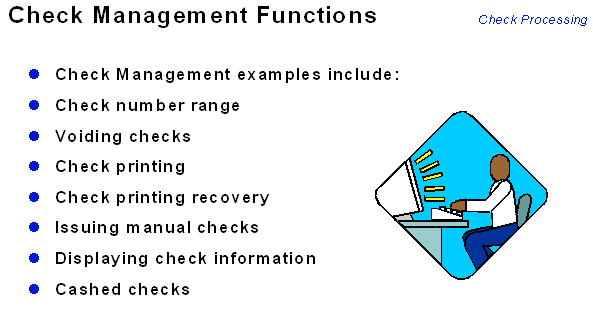 Check Management Functions
Check Processing
Check Management examples include:
Check number range
Voiding checks
Check printing
Check printing recovery
Issuing manual checks
Displaying check information
Cashed checks